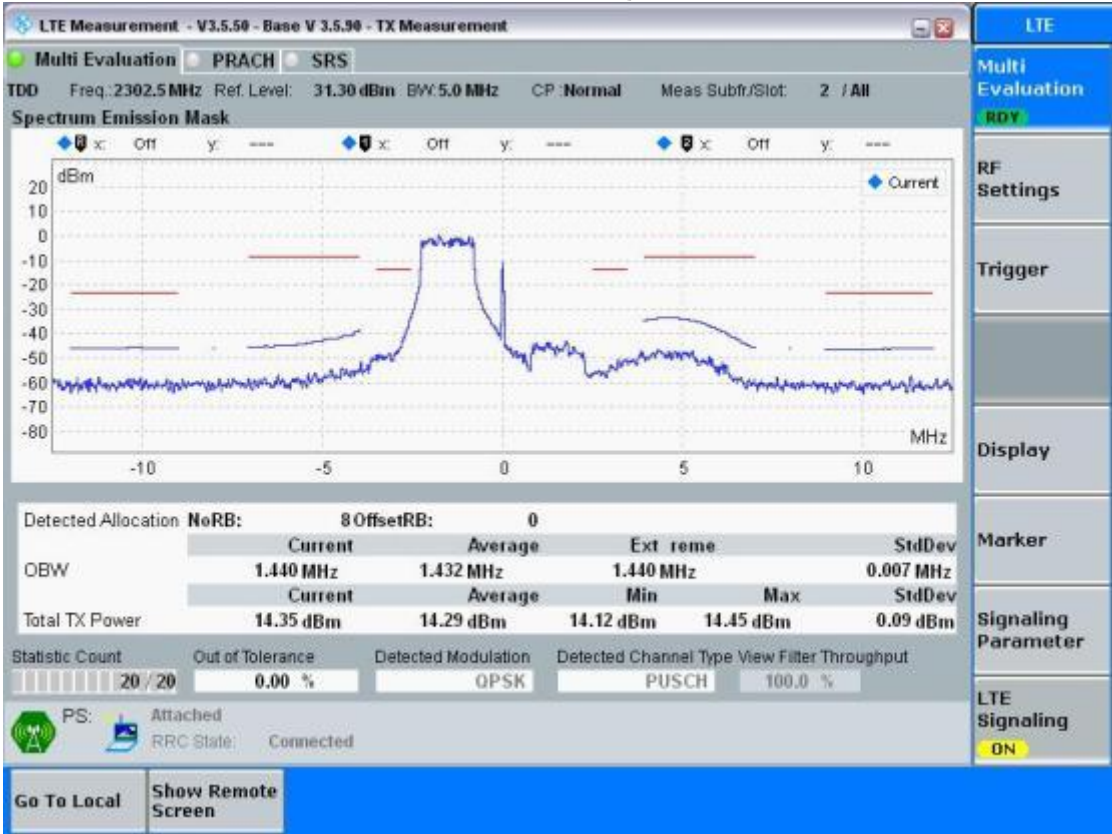 LTE Measurement - V3.5.50 - Base V 3.5.90 - TX Measurement
LTE
Multi Evaluation PRACH SRS
TDD Freq.:2302.5 MHz Ref. Level: 31.30 dBm BW:5.0 MHz CP :Normal Meas Subfr./Slot: 2 / All
Spectrum Emission Mask
x: Off y: --- x: Off y: --- x: Off y: ---
dBm
Current
20
10
0
-10
-20
-30
-40
-50
-60
-70
-80
MHz
-10 -5 0 5 10
Detected Allocation NoRB: 8 OffsetRB: 0
Current Average Ext reme StdDev
OBW 1.440 MHz 1.432 MHz 1.440 MHz 0.007 MHz
Current Average Min Max StdDev
Total TX Power 14.35 dBm 14.29 dBm 14.12 dBm 14.45 dBm 0.09 dBm
Statistic Count Out of Tolerance Detected Modulation Detected Channel Type View Filter Throughput
20 / 20 0.00 % QPSK PUSCH 100.0 %
PS: Attached
RRC State: Connected
Multi
Evaluation
RDY
RF
Settings
Trigger
Display
Marker
Signaling
Parameter
LTE
Signaling
ON
Go To Local
Show Remote
Screen